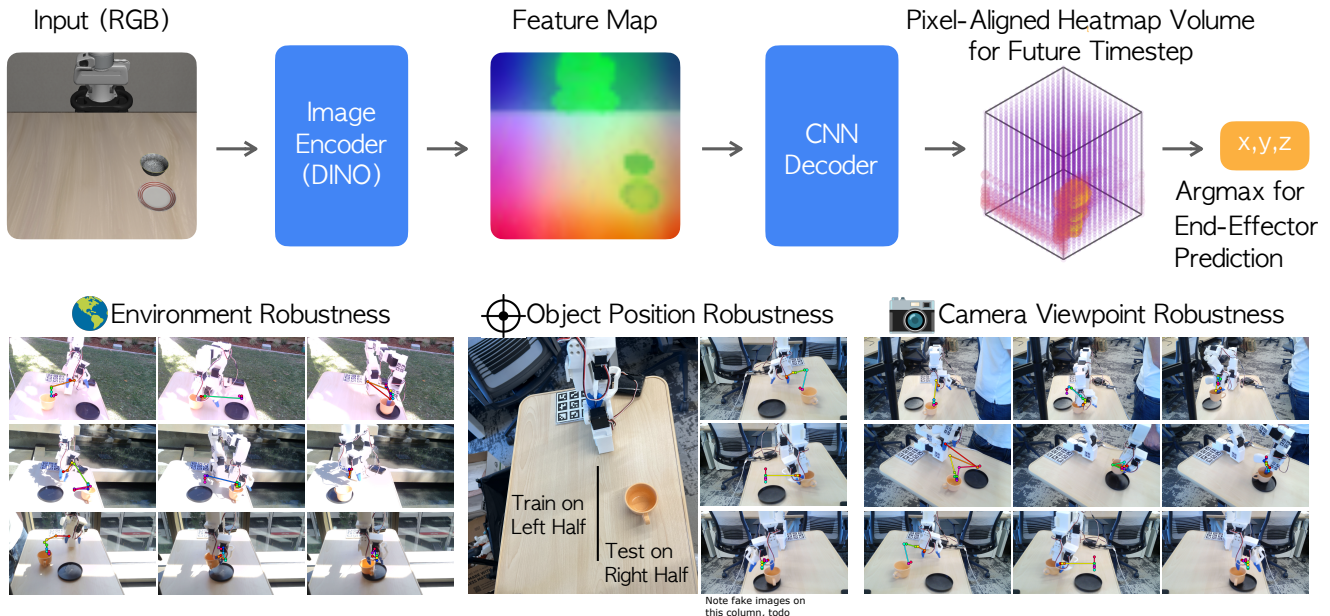 Input (RGB)
Feature Map
Pixel-Aligned Heatmap Volume
for Future Timestep
Image
Encoder
(DINO)
CNN
Decoder
x,y,z
Argmax for
End-Effector
Prediction
Environment Robustness
Object Position Robustness
Camera Viewpoint Robustness
Train on
Left Half
Test on
Right Half
Note fake images on
this column, todo